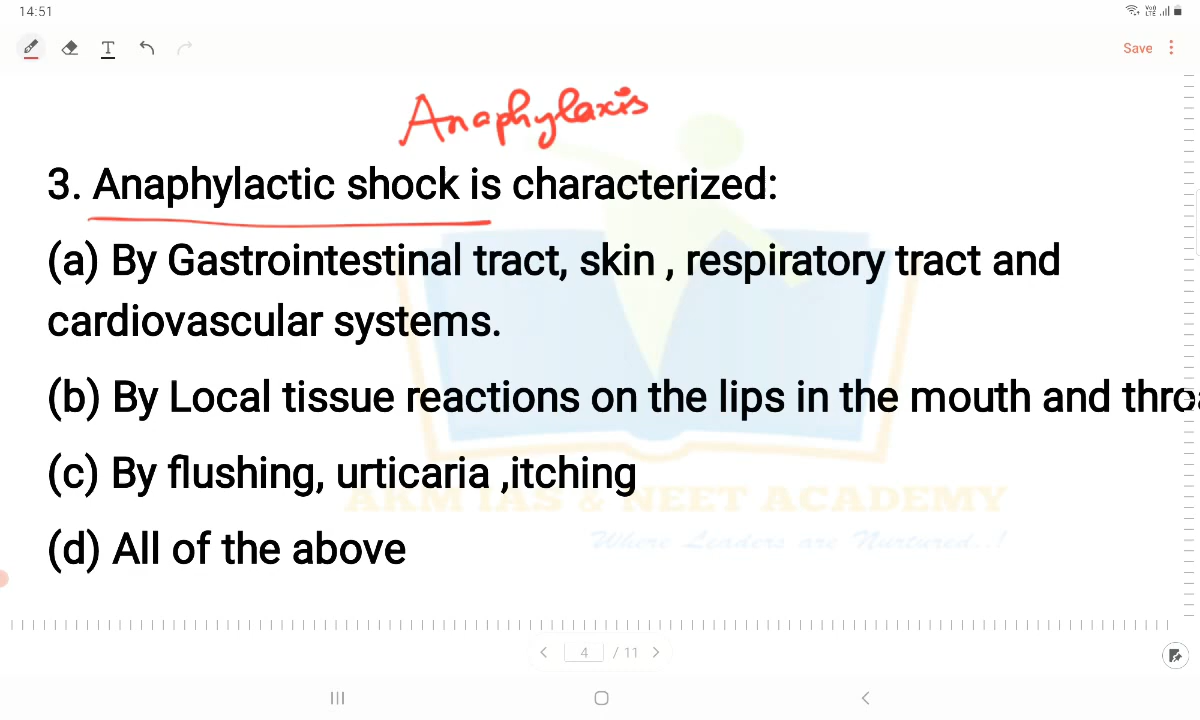 14:51
Save
Anaphylaxis
3. Anaphylactic shock is characterized:
(a) By Gastrointestinal tract, skin , respiratory tract and
cardiovascular systems.
(b) By Local tissue reactions on the lips in the mouth and throa
(c) By flushing, urticaria ,itching
ARM IAS & NEET ACADEMY
(d) All of the above
Where Leaders are Nurtured..!
4 / 11